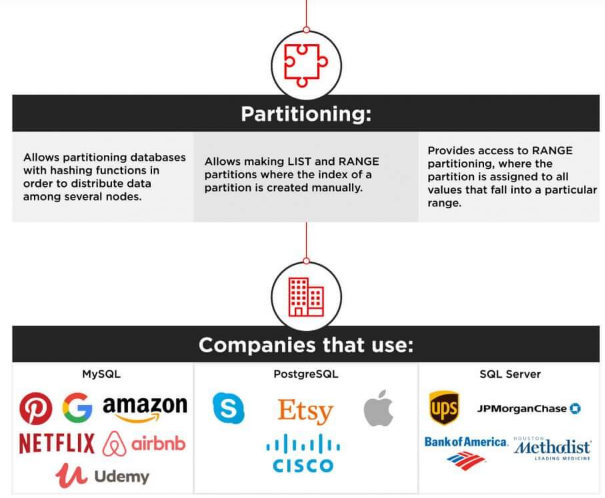 Partitioning:
Allows partitioning databases
with hashing functions in
order to distribute data
among several nodes.
Allows making LIST and RANGE
partitions where the index of a
partition is created manually.
Provides access to RANGE
partitioning, where the
partition is assigned to all
values that fall into a particular
range.
Companies that use:
MySQL
amazon
NETFLIX
airbnb
Udemy
PostgreSQL
S
Etsy
CISCO
SQL Server
ups
JPMorganChase
Bank of America.
HOUSTON
Methodist
LEADING MEDICINE